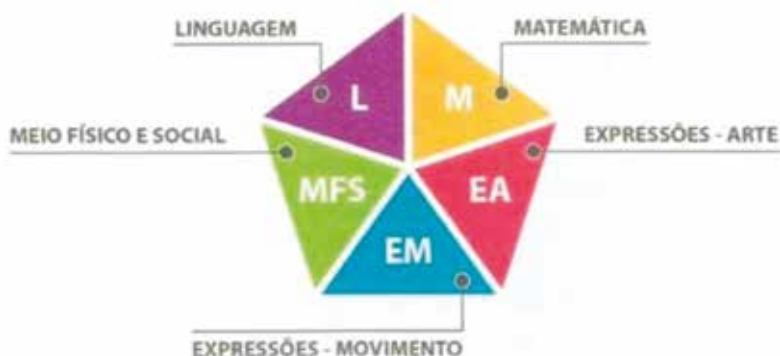 LINGUAGEM
MATEMÁTICA
L
M
MEIO FÍSICO E SOCIAL
EXPRESSÕES - ARTE
MFS
EA
EM
EXPRESSÕES - MOVIMENTO